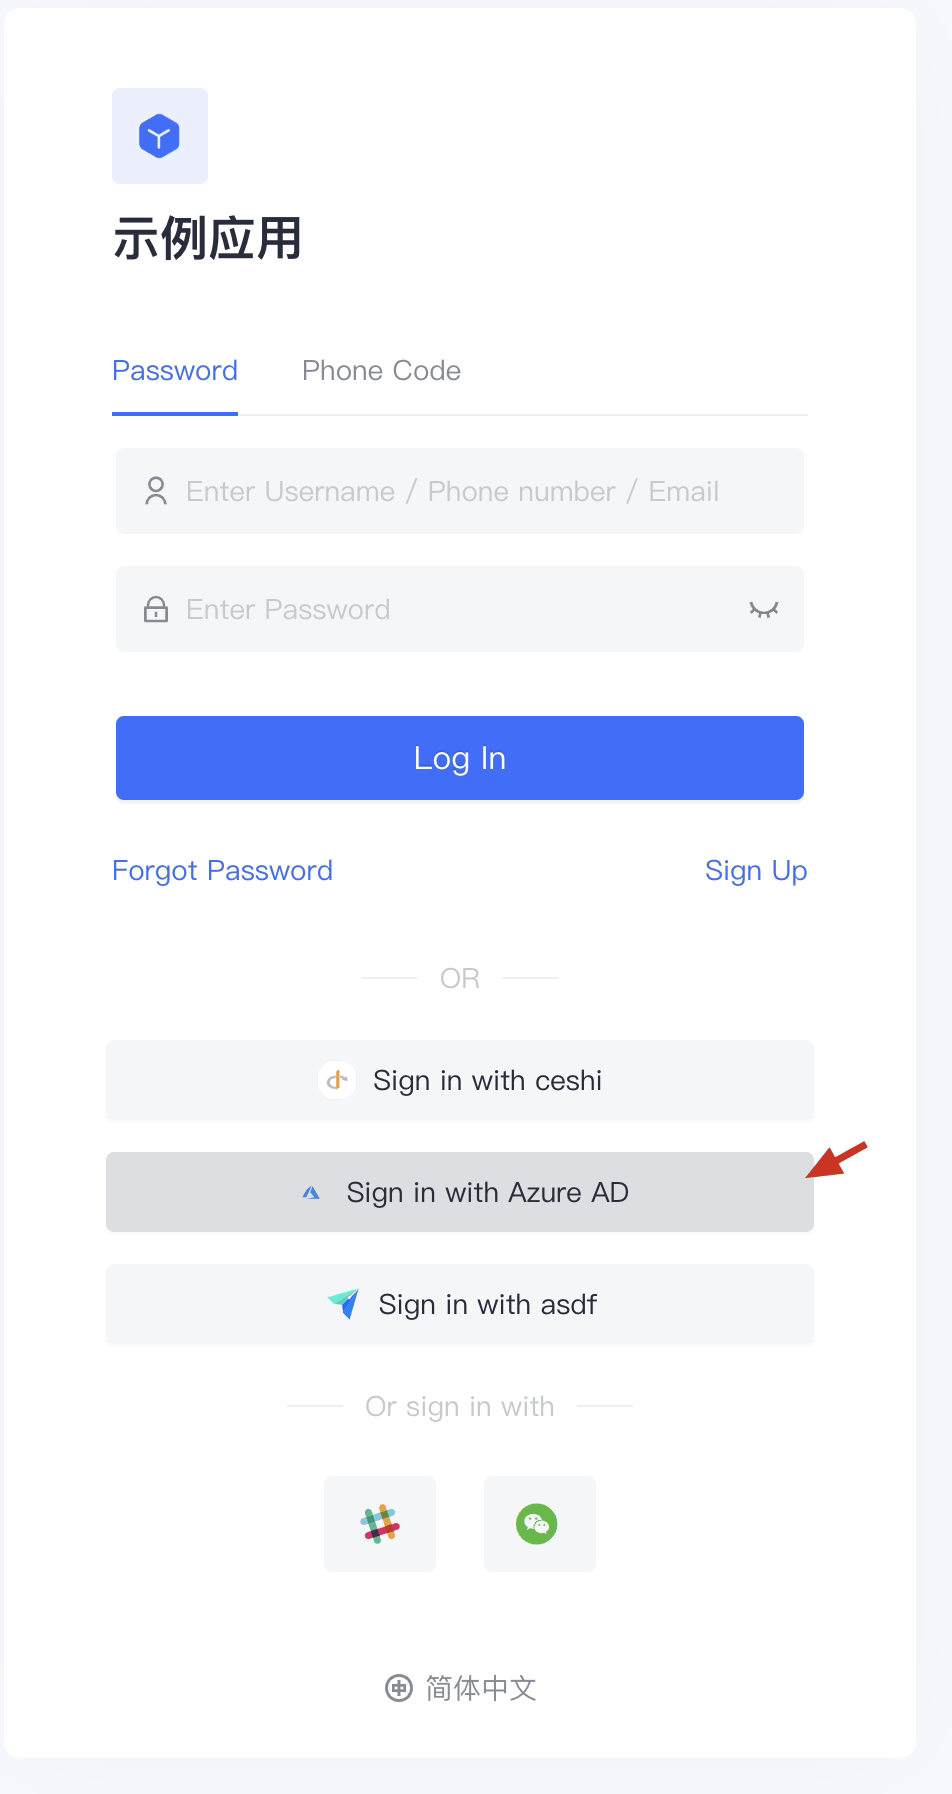 示例应用
Password Phone Code
Enter Username / Phone number / Email
Enter Password
Log In
Forgot Password Sign Up
OR
Sign in with ceshi
Sign in with Azure AD
Sign in with asdf
Or sign in with
简体中文